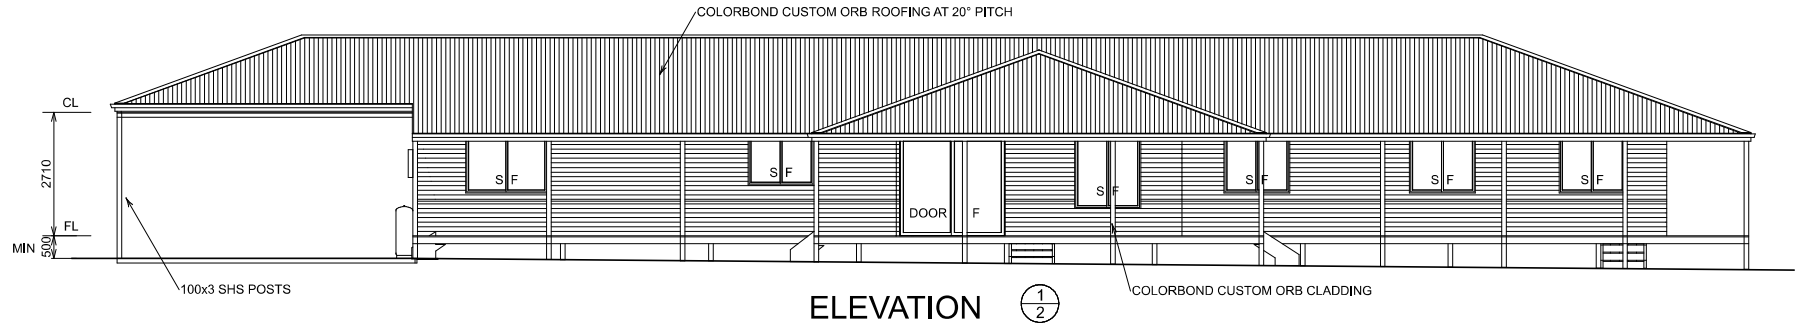 COLORBOND CUSTOM ORB ROOFING AT 20° PITCH
CL
2710
FL
MIN
500
S F
S F
DOOR F
S F
S F
S F
S F
100x3 SHS POSTS
COLORBOND CUSTOM ORB CLADDING
ELEVATION
1
2